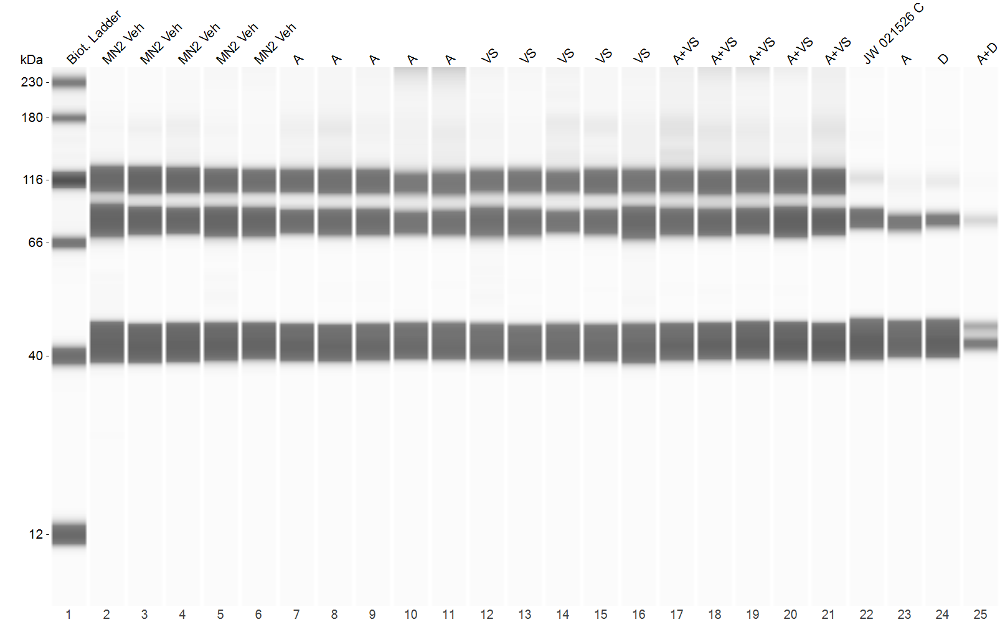 Biot. Ladder
MN2 Veh
MN2 Veh
MN2 Veh
MN2 Veh
MN2 Veh
A
A
A
A
A
VS
VS
VS
VS
VS
A+VS
A+VS
A+VS
A+VS
A+VS
JW 021526 C
A
D
A+D
kDa
230 -
180 -
116 -
66 -
40 -
12 -
1 2 3 4 5 6 7 8 9 10 11 12 13 14 15 16 17 18 19 20 21 22 23 24 25